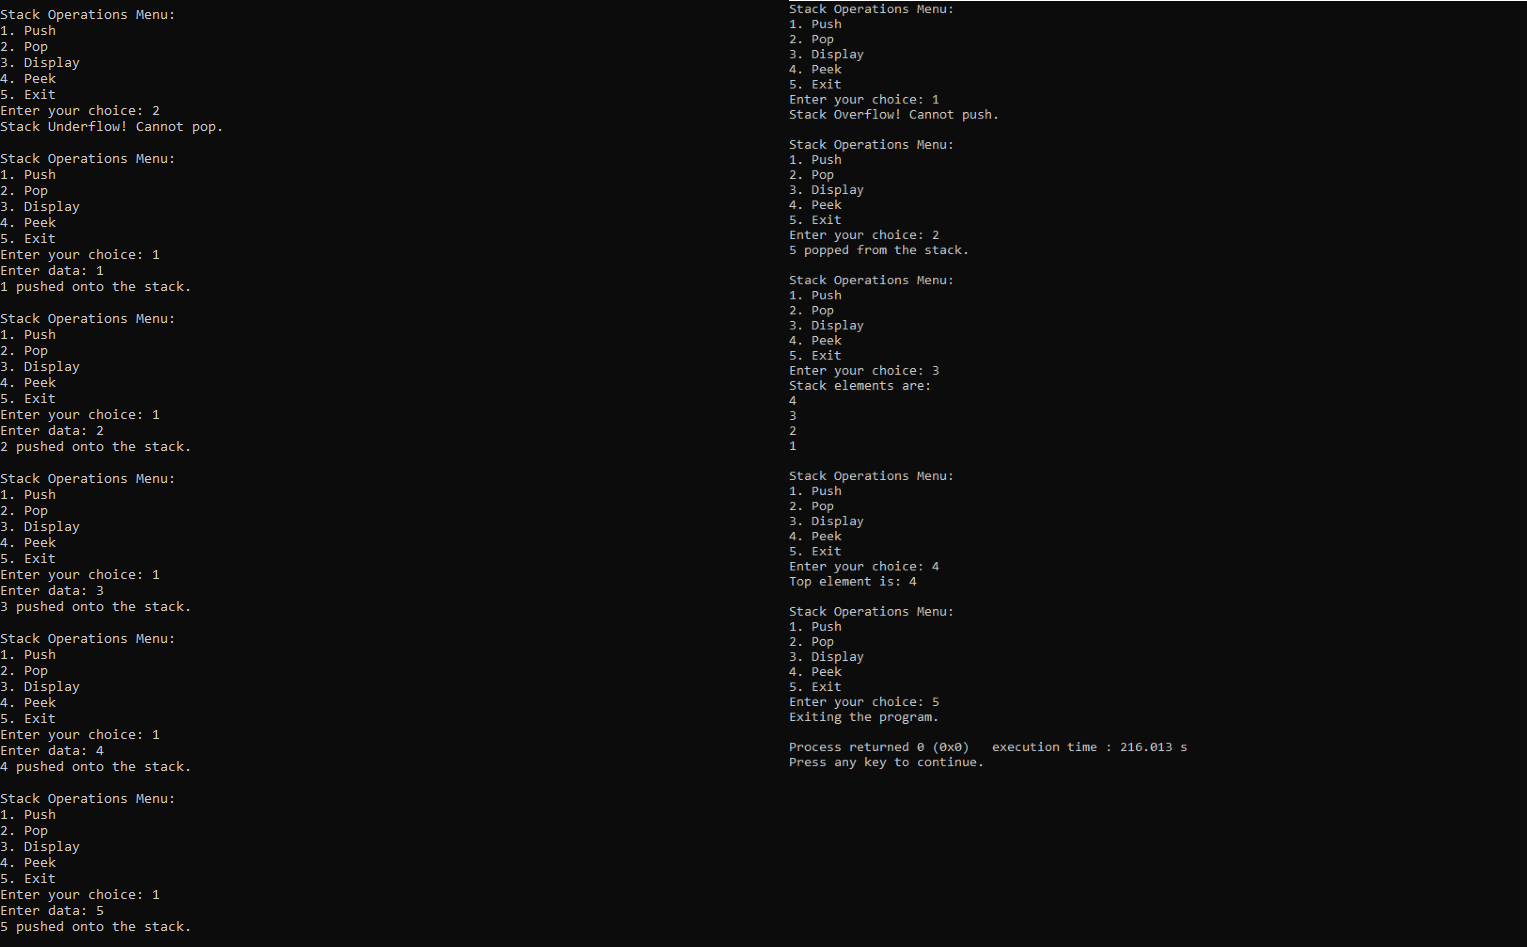 Stack Operations Menu:
1. Push
2. Pop
3. Display
4. Peek
5. Exit
Enter your choice: 2
Stack Underflow! Cannot pop.
Stack Operations Menu:
1. Push
2. Pop
3. Display
4. Peek
5. Exit
Enter your choice: 1
Enter data: 1
1 pushed onto the stack.
Stack Operations Menu:
1. Push
2. Pop
3. Display
4. Peek
5. Exit
Enter your choice: 1
Enter data: 2
2 pushed onto the stack.
Stack Operations Menu:
1. Push
2. Pop
3. Display
4. Peek
5. Exit
Enter your choice: 1
Enter data: 3
3 pushed onto the stack.
Stack Operations Menu:
1. Push
2. Pop
3. Display
4. Peek
5. Exit
Enter your choice: 1
Enter data: 4
4 pushed onto the stack.
Stack Operations Menu:
1. Push
2. Pop
3. Display
4. Peek
5. Exit
Enter your choice: 1
Enter data: 5
5 pushed onto the stack.
Stack Operations Menu:
1. Push
2. Pop
3. Display
4. Peek
5. Exit
Enter your choice: 1
Stack Overflow! Cannot push.
Stack Operations Menu:
1. Push
2. Pop
3. Display
4. Peek
5. Exit
Enter your choice: 2
5 popped from the stack.
Stack Operations Menu:
1. Push
2. Pop
3. Display
4. Peek
5. Exit
Enter your choice: 3
Stack elements are:
4
3
2
1
Stack Operations Menu:
1. Push
2. Pop
3. Display
4. Peek
5. Exit
Enter your choice: 4
Top element is: 4
Stack Operations Menu:
1. Push
2. Pop
3. Display
4. Peek
5. Exit
Enter your choice: 5
Exiting the program.
Process returned 0 (0x0)   execution time : 216.013 s
Press any key to continue.